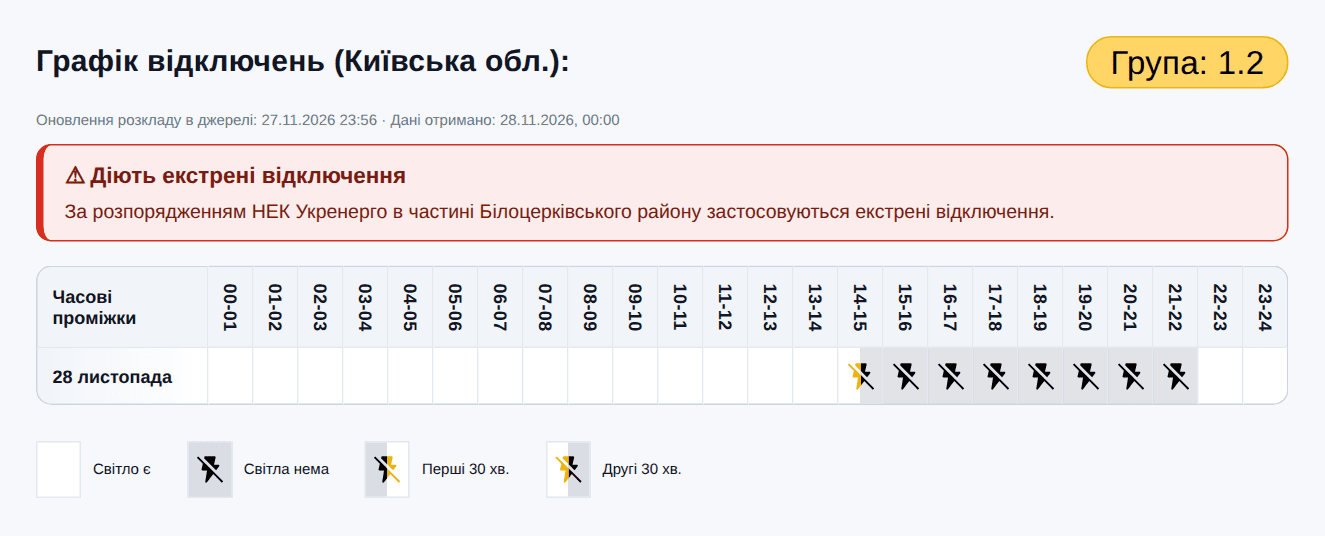 Графік відключень (Київська обл.):
Група: 1.2
Оновлення розкладу в джерелі: 27.11.2026 23:56 · Дані отримано: 28.11.2026, 00:00
⚠ Діють екстрені відключення
За розпорядженням НЕК Укренерго в частині Білоцерківського району застосовуються екстрені відключення.
Часові
проміжки
00-01 01-02 02-03 03-04 04-05 05-06 06-07 07-08 08-09 09-10 10-11 11-12 12-13 13-14 14-15 15-16 16-17 17-18 18-19 19-20 20-21 21-22 22-23 23-24
28 листопада
Світло є Світла нема Перші 30 хв. Другі 30 хв.